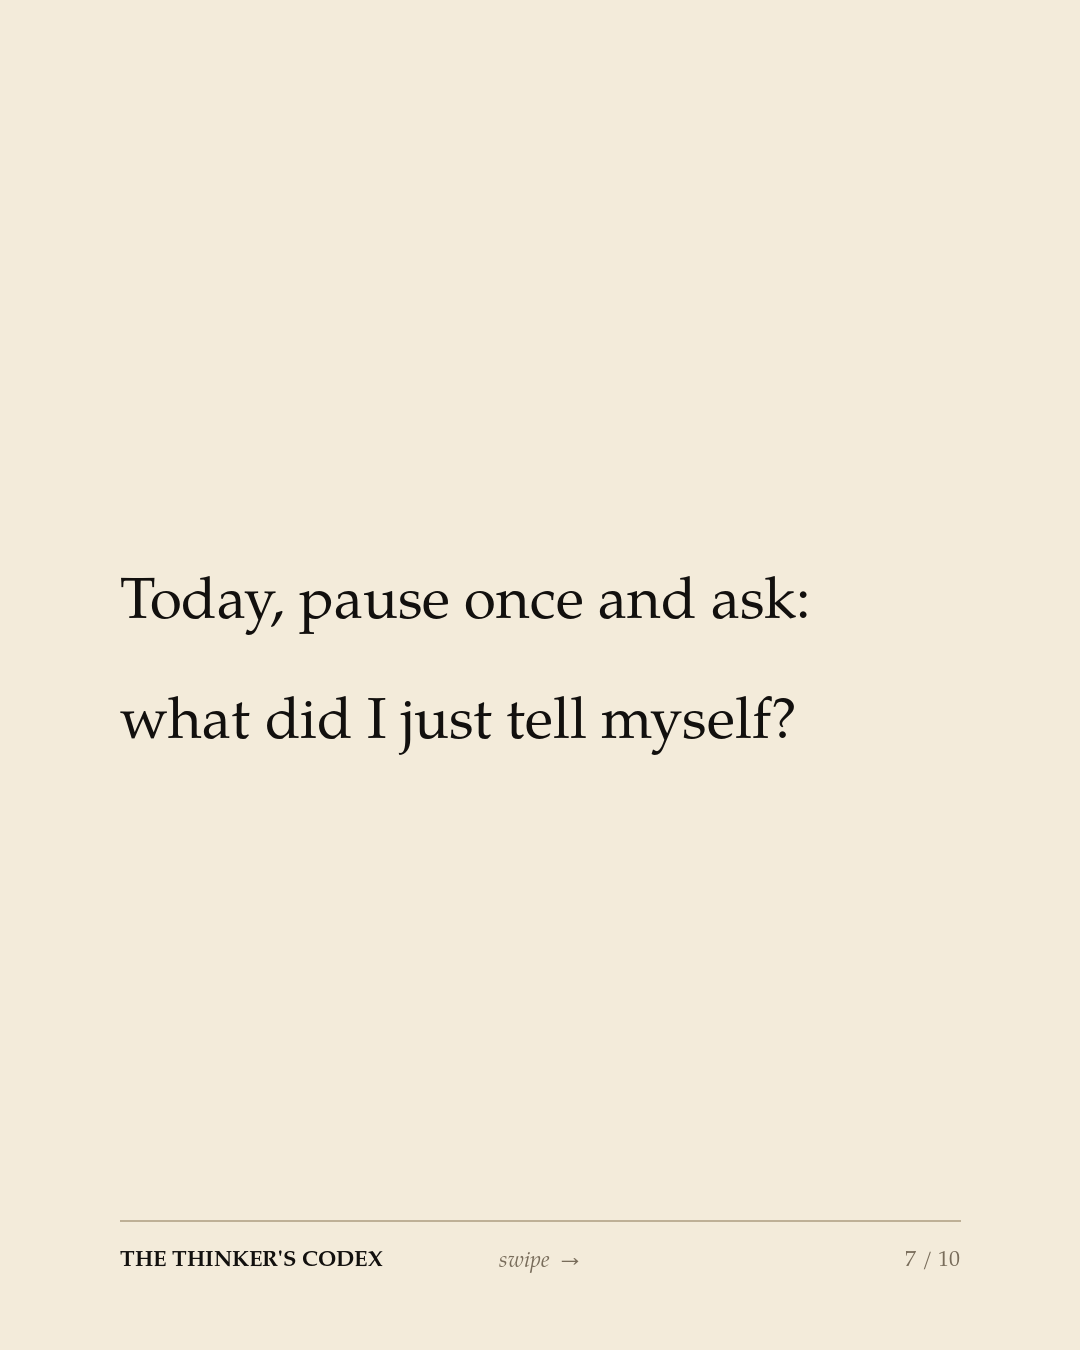 Today, pause once and ask:
what did I just tell myself?
THE THINKER'S CODEX
swipe →
7 / 10